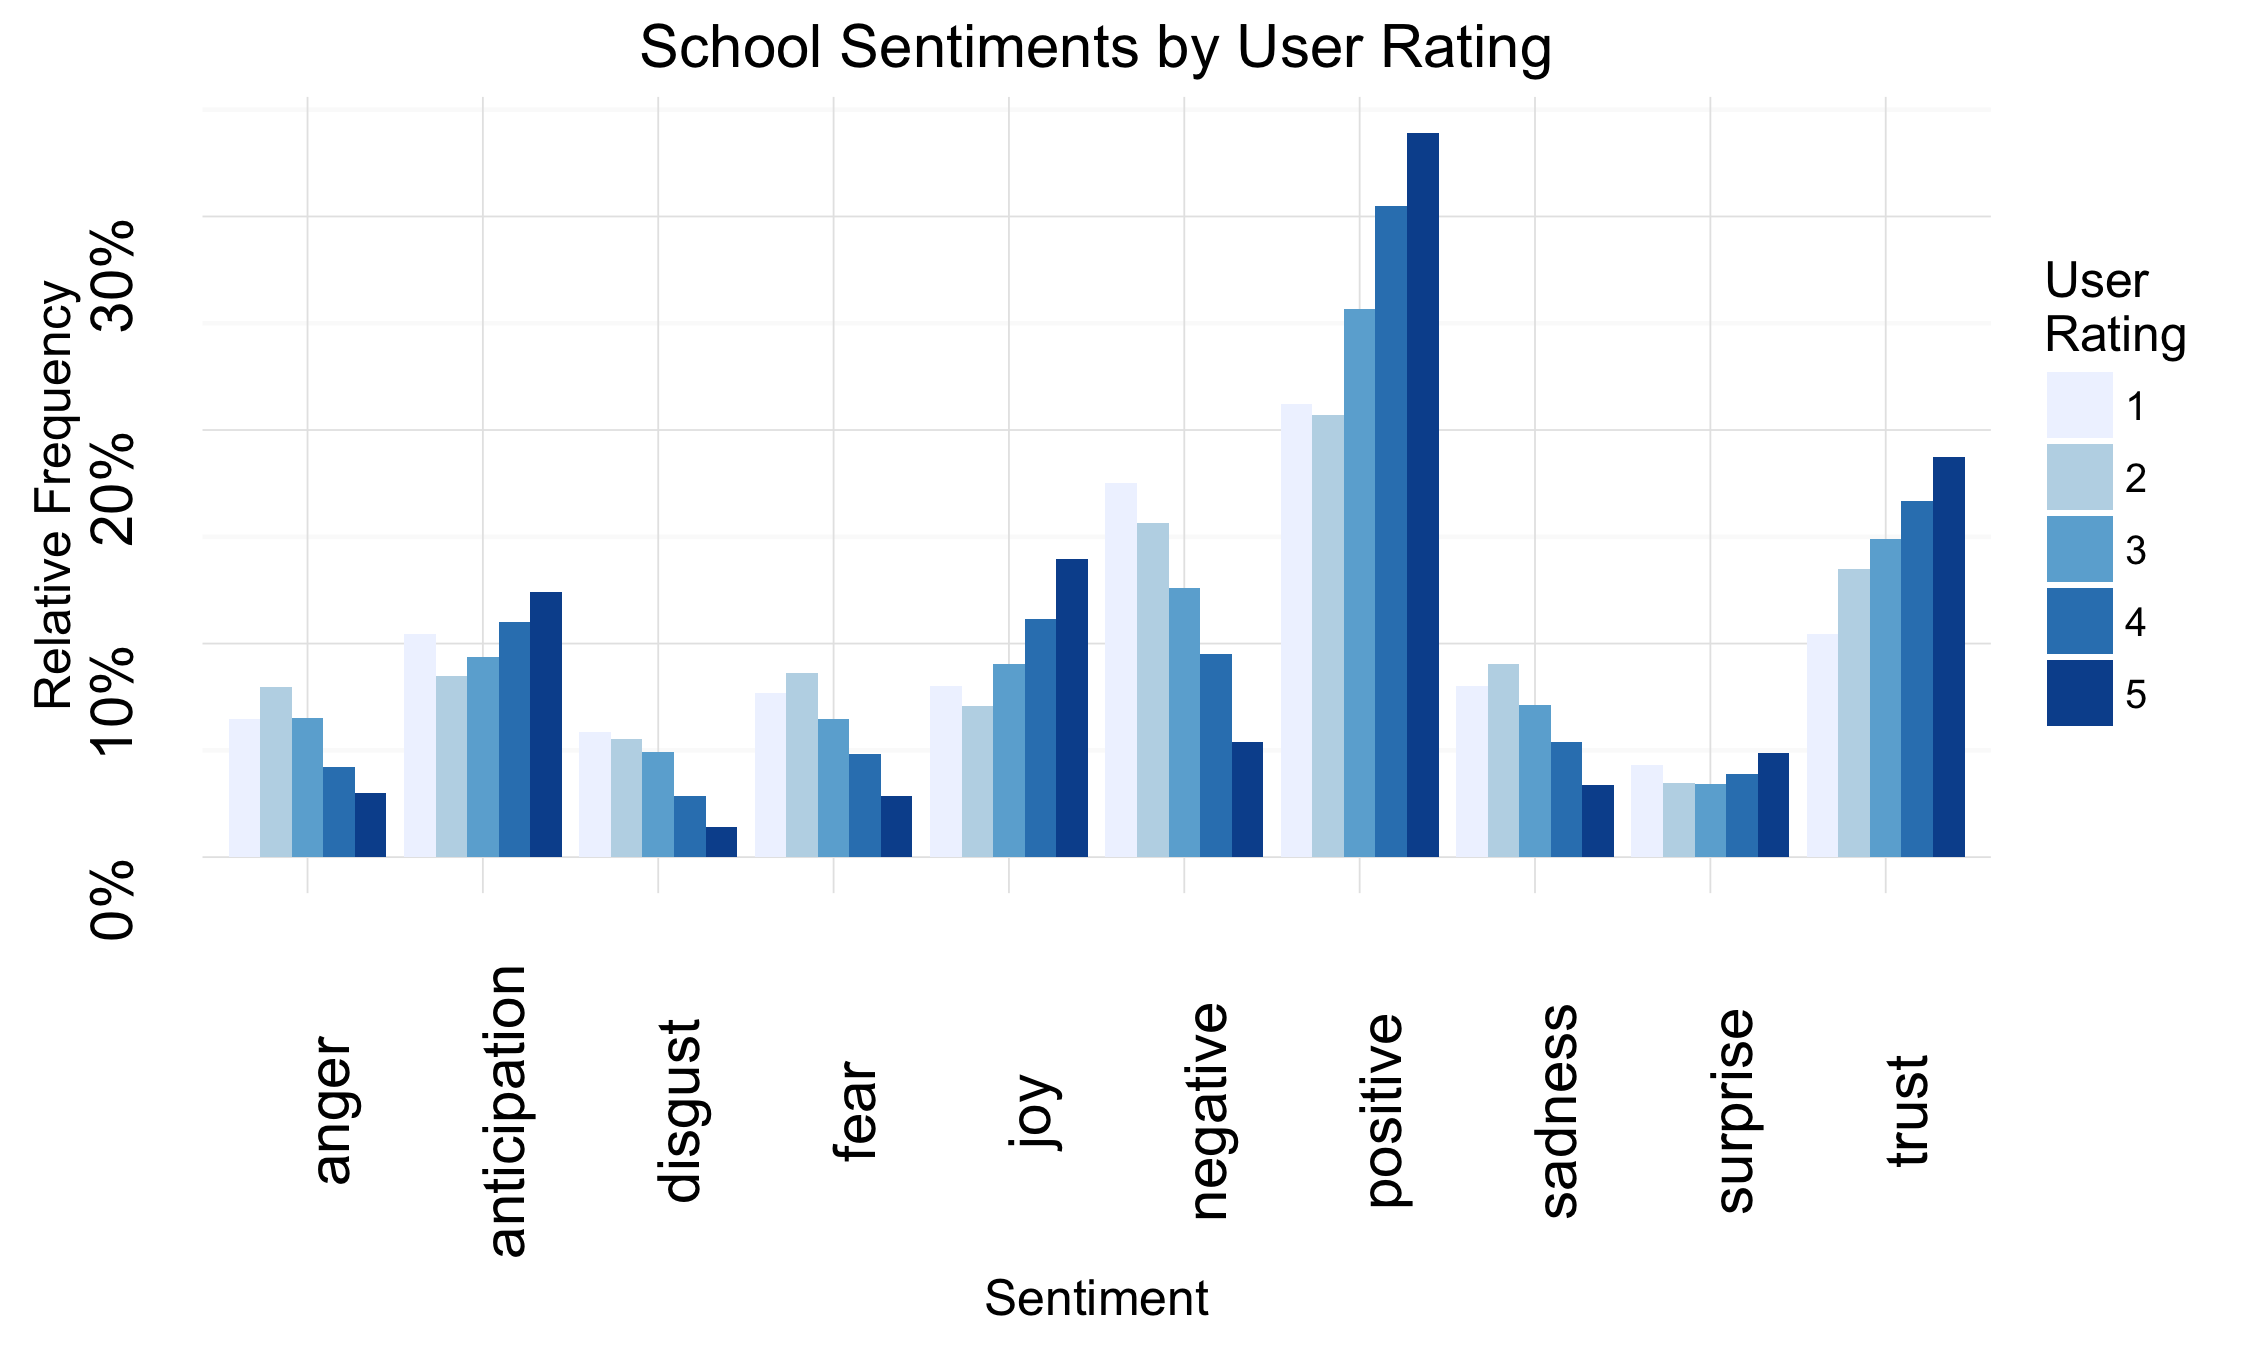 School Sentiments by User Rating
Relative Frequency
30%
20%
10%
0%
anger
anticipation
disgust
fear
joy
negative
positive
sadness
surprise
trust
Sentiment
User
Rating
1
2
3
4
5